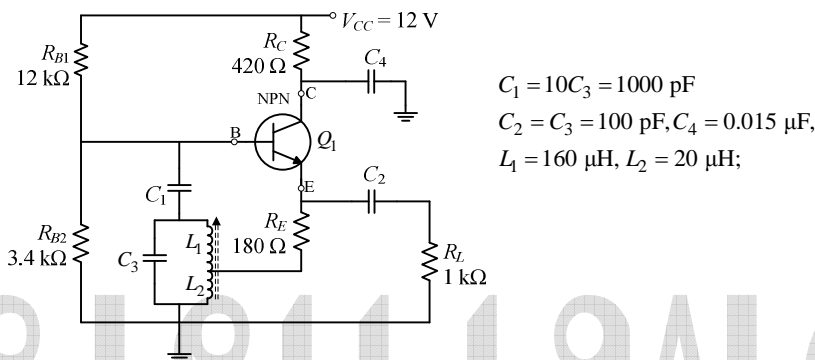 V_CC = 12 V
R_C
420 Ω
C_4
R_B1
12 kΩ
NPN
C
B
Q_1
E
C_2
C_1
R_E
180 Ω
R_B2
3.4 kΩ
C_3
L_1
L_2
R_L
1 kΩ
C_1 = 10C_3 = 1000 pF
C_2 = C_3 = 100 pF, C_4 = 0.015 μF,
L_1 = 160 μH, L_2 = 20 μH;